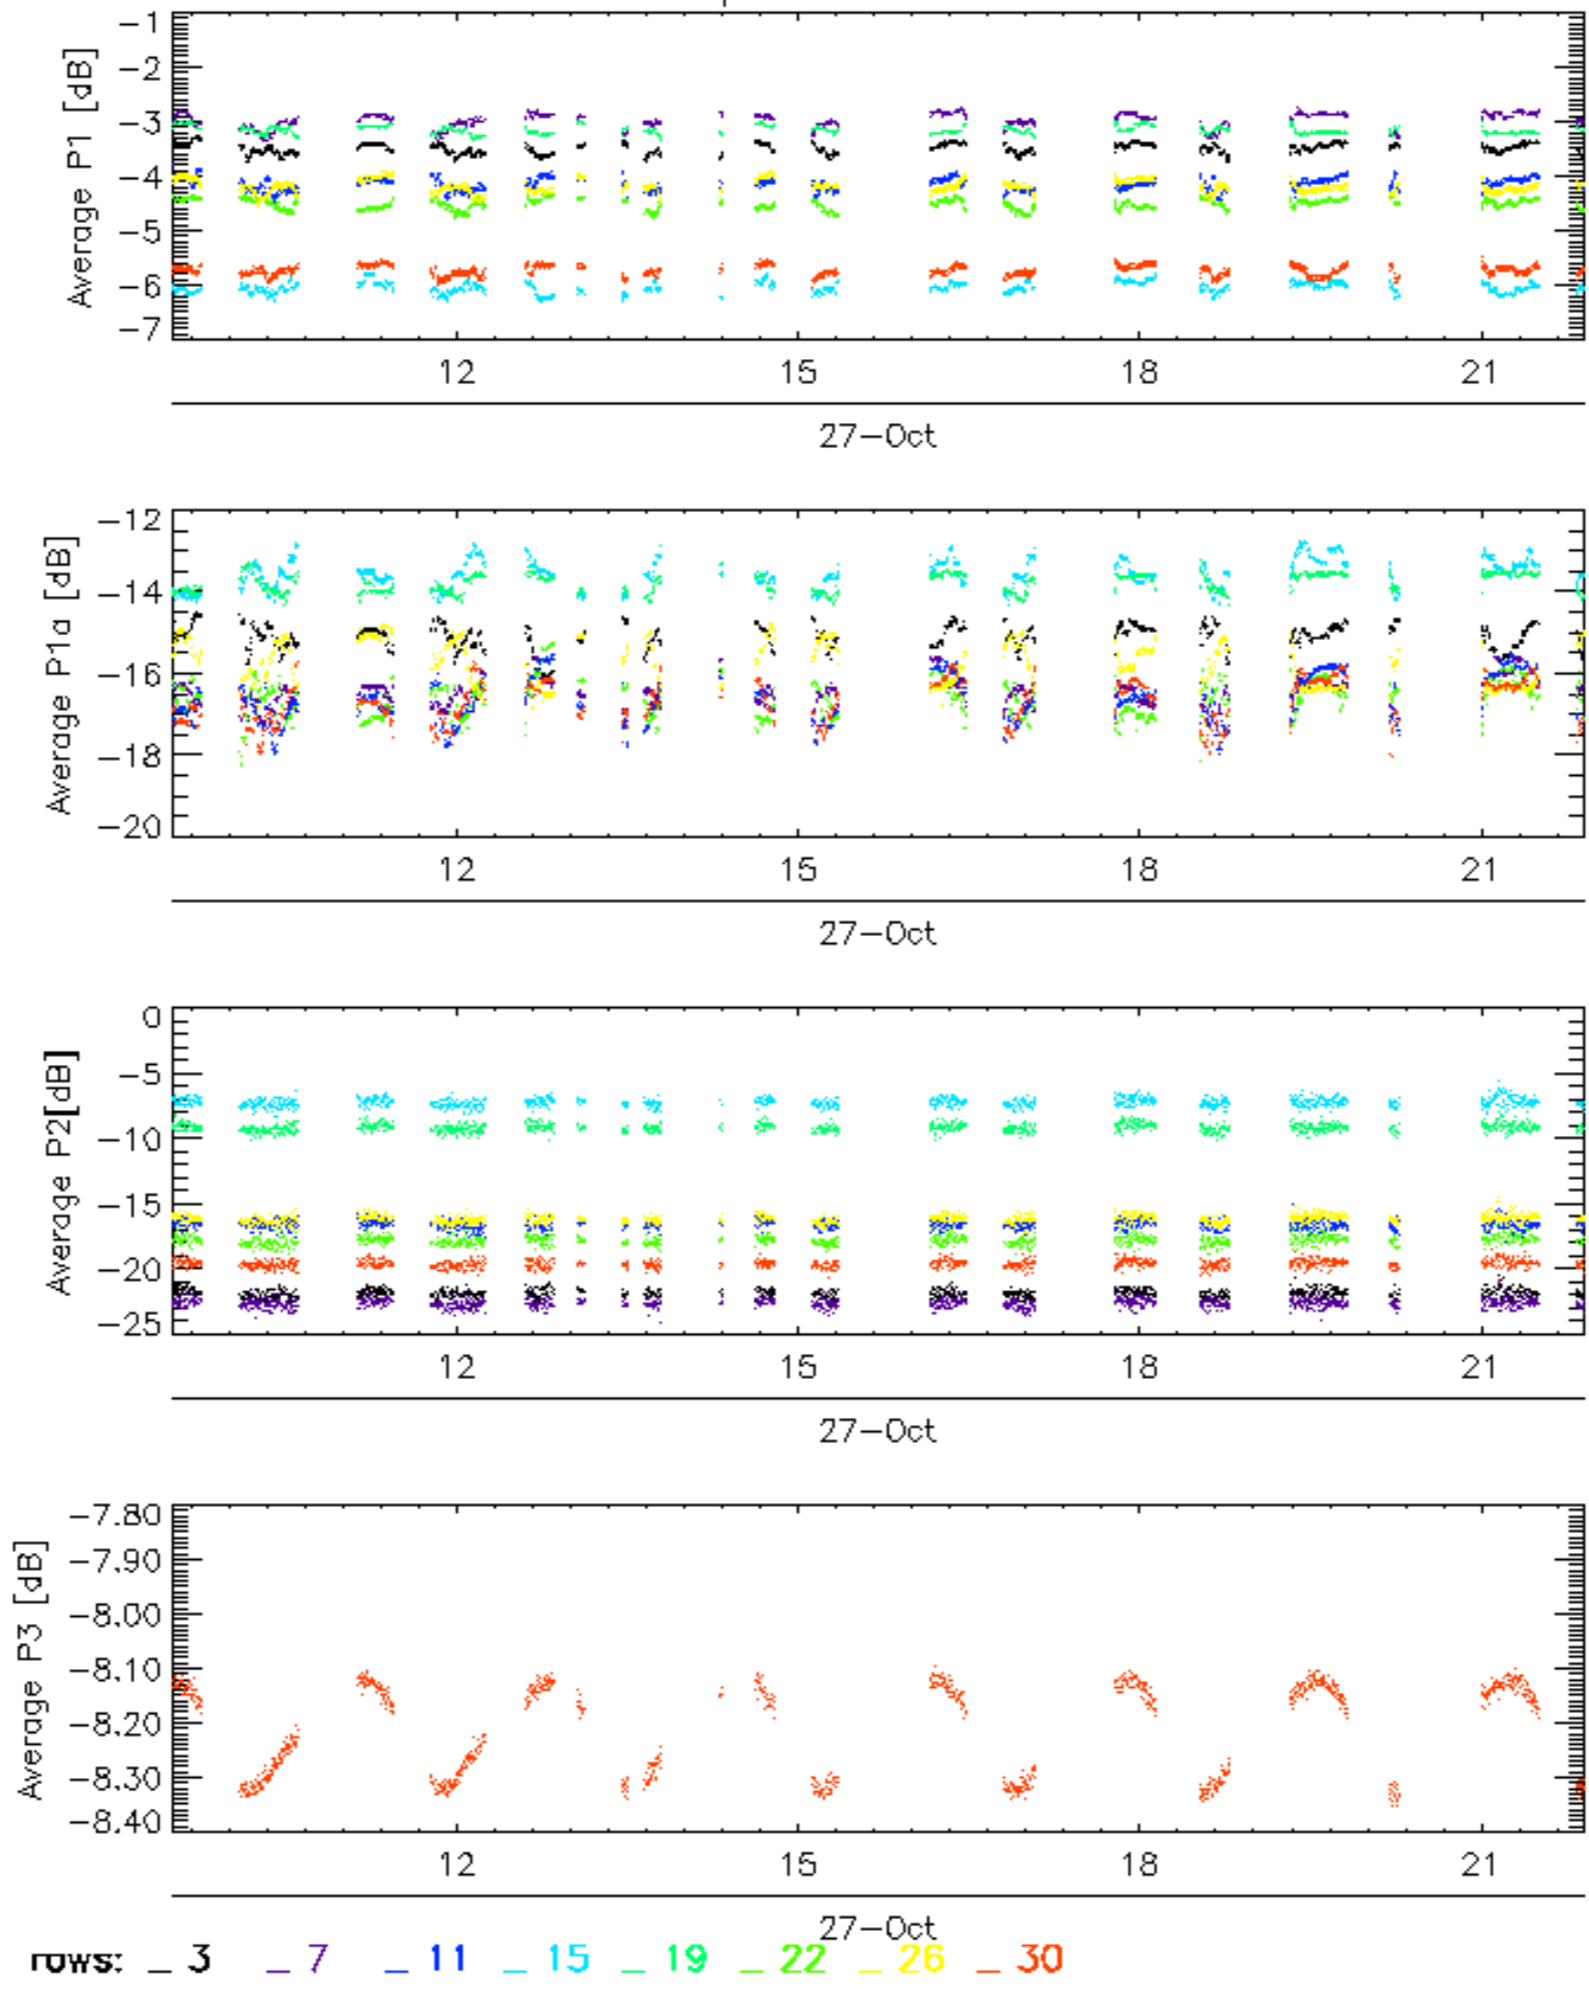 -1
-2
-3
-4
-5
-6
-7
Average P1 [dB]
12 15 18 21
27-Oct
-12
-14
-16
-18
-20
Average P1a [dB]
12 15 18 21
27-Oct
0
-5
-10
-15
-20
-25
Average P2[dB]
12 15 18 21
27-Oct
-7.80
-7.90
-8.00
-8.10
-8.20
-8.30
-8.40
Average P3 [dB]
12 15 18 21
27-Oct
rows: _ 3 _ 7 _ 11 _ 15 _ 19 _ 22 _ 26 _ 30